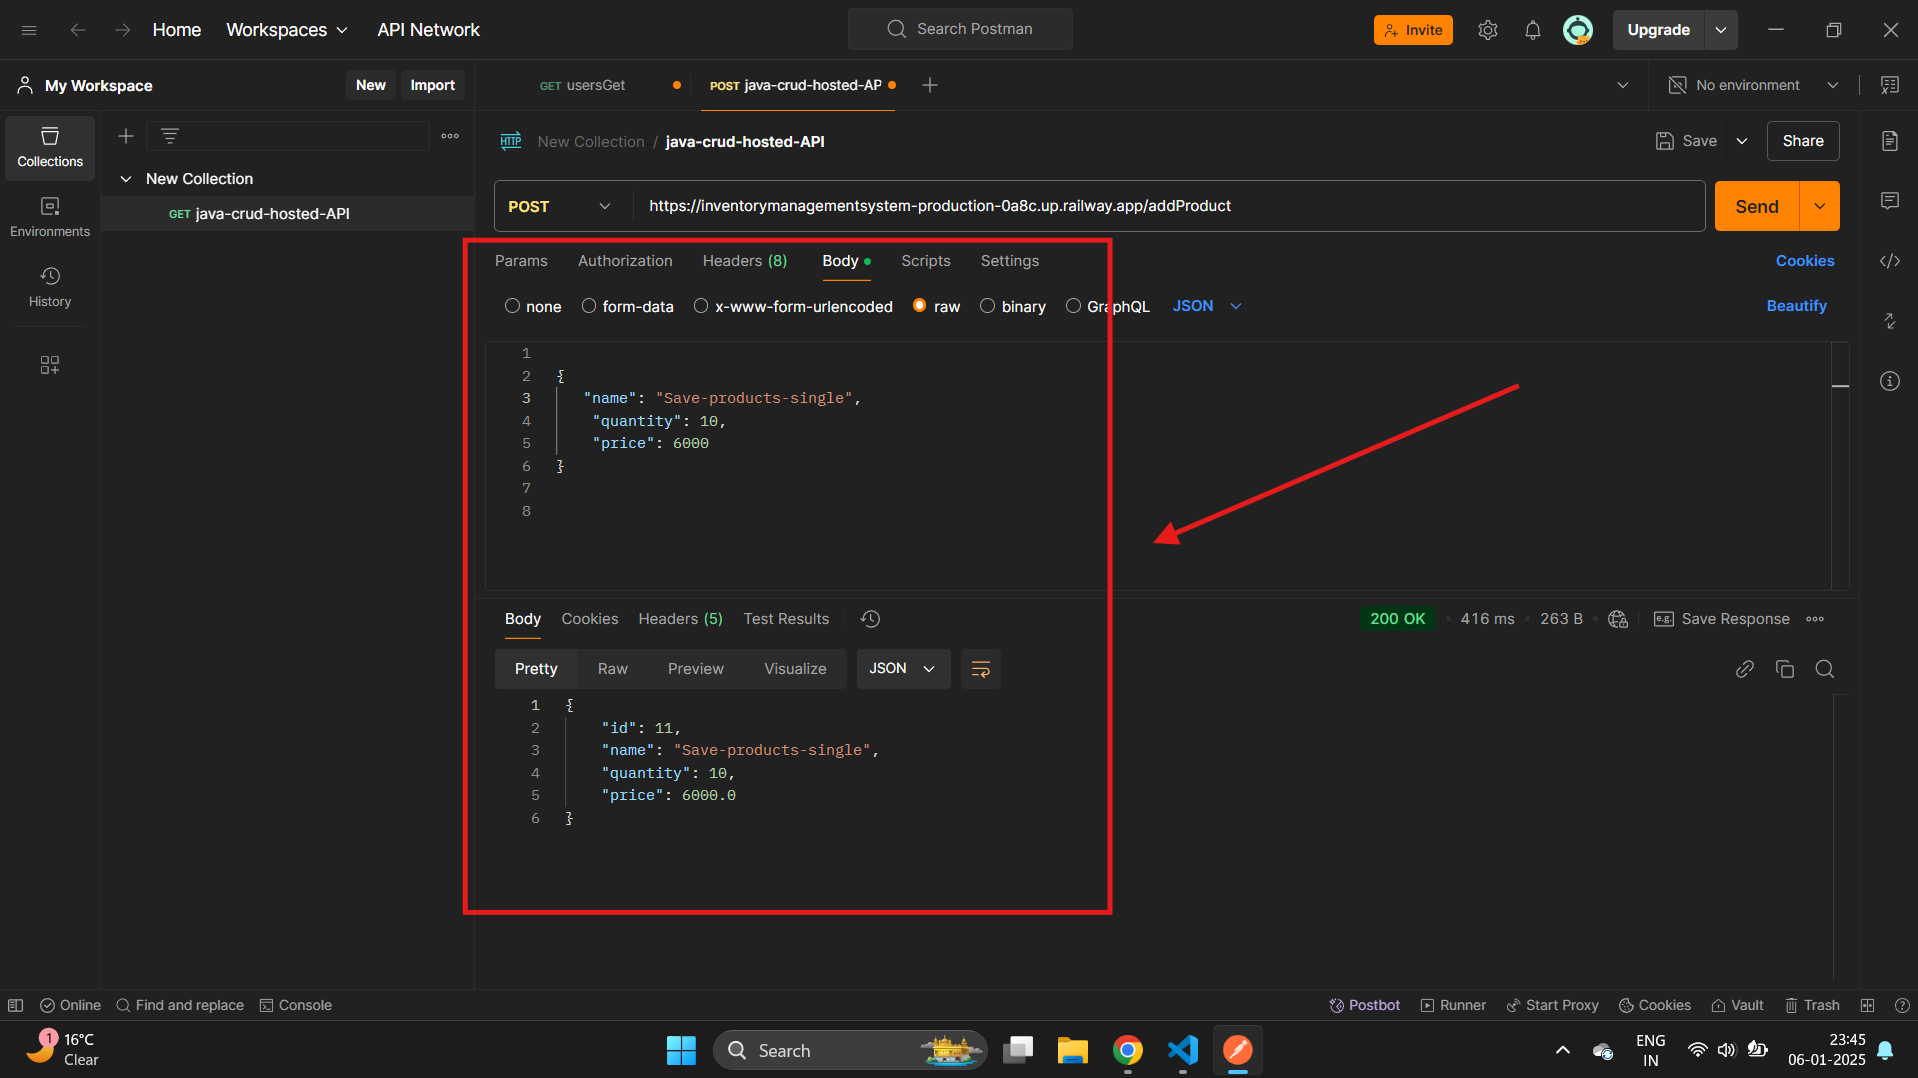 Home Workspaces API Network Search Postman Invite Upgrade
My Workspace New Import GET usersGet POST java-crud-hosted-AP No environment
Collections
Environments
History
New Collection
GET java-crud-hosted-API
HTTP New Collection / java-crud-hosted-API Save Share
POST https://inventorymanagementsystem-production-0a8c.up.railway.app/addProduct Send
Params Authorization Headers (8) Body Scripts Settings Cookies
none form-data x-www-form-urlencoded raw binary GraphQL JSON Beautify
1
2 {
3 "name": "Save-products-single",
4 "quantity": 10,
5 "price": 6000
6 }
7
8
Body Cookies Headers (5) Test Results 200 OK • 416 ms • 263 B • e.g. Save Response
Pretty Raw Preview Visualize JSON
1 {
2 "id": 11,
3 "name": "Save-products-single",
4 "quantity": 10,
5 "price": 6000.0
6 }
Online Find and replace Console Postbot Runner Start Proxy Cookies Vault Trash
1 16°C
Clear
Search
ENG
IN
23:45
06-01-2025